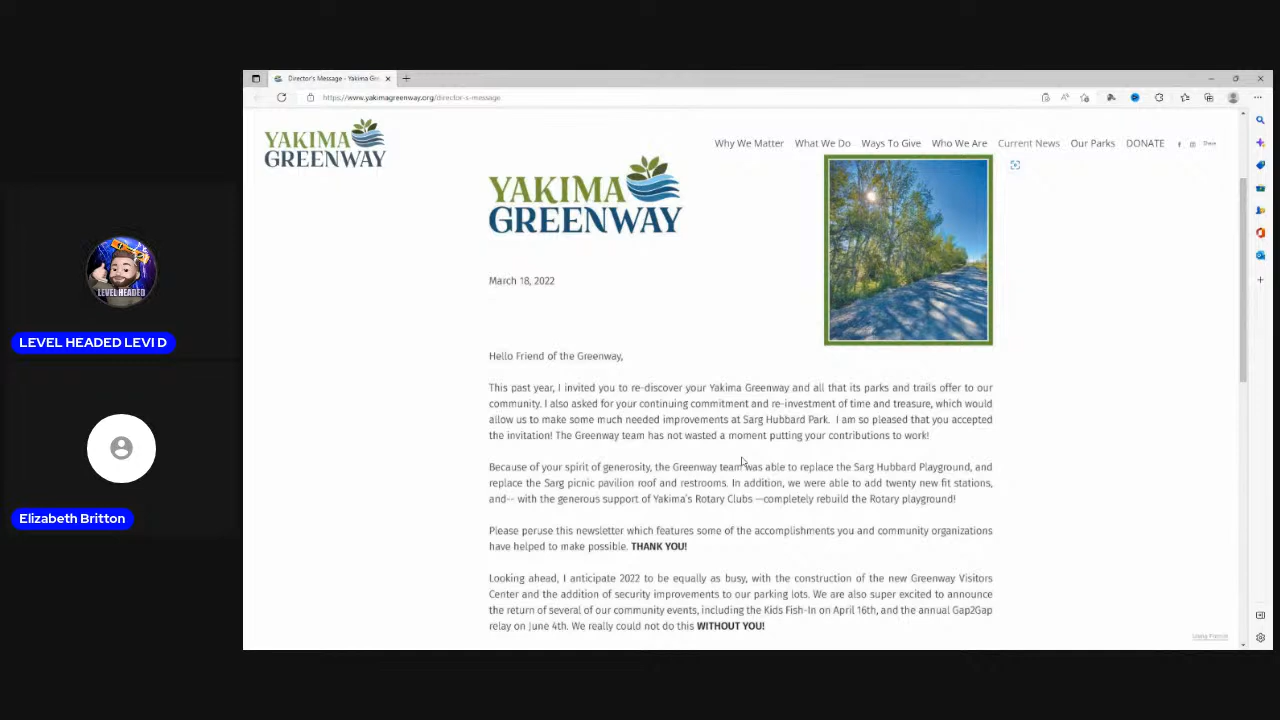 Director's Message - Yakima Gre
https://www.yakimagreenway.org/director-s-message
YAKIMA
GREENWAY
Why We Matter What We Do Ways To Give Who We Are Current News Our Parks DONATE Share
YAKIMA
GREENWAY
March 18, 2022
Hello Friend of the Greenway,
This past year, I invited you to re-discover your Yakima Greenway and all that its parks and trails offer to our
community. I also asked for your continuing commitment and re-investment of time and treasure, which would
allow us to make some much needed improvements at Sarg Hubbard Park. I am so pleased that you accepted
the invitation! The Greenway team has not wasted a moment putting your contributions to work!
Because of your spirit of generosity, the Greenway team was able to replace the Sarg Hubbard Playground, and
replace the Sarg picnic pavilion roof and restrooms. In addition, we were able to add twenty new fit stations,
and-- with the generous support of Yakima's Rotary Clubs —completely rebuild the Rotary playground!
Please peruse this newsletter which features some of the accomplishments you and community organizations
have helped to make possible. THANK YOU!
Looking ahead, I anticipate 2022 to be equally as busy, with the construction of the new Greenway Visitors
Center and the addition of security improvements to our parking lots. We are also super excited to announce
the return of several of our community events, including the Kids Fish-In on April 16th, and the annual Gap2Gap
relay on June 4th. We really could not do this WITHOUT YOU!
LEVEL HEADED
LEVEL HEADED LEVI D
Elizabeth Britton